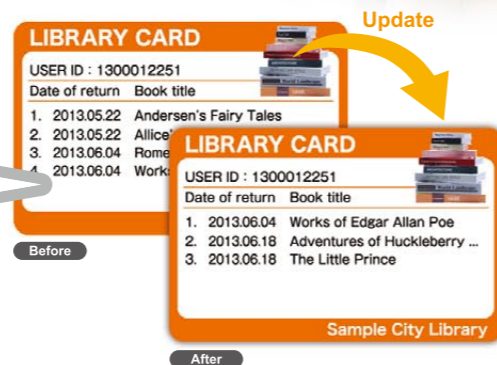 Update
LIBRARY CARD
USER ID : 1300012251
Date of return Book title
1. 2013.05.22 Andersen's Fairy Tales
2. 2013.05.22 Allice'
3. 2013.06.04 Rome
4. 2013.06.04 Work
Before
LIBRARY CARD
USER ID : 1300012251
Date of return Book title
1. 2013.06.04 Works of Edgar Allan Poe
2. 2013.06.18 Adventures of Huckleberry ...
3. 2013.06.18 The Little Prince
Sample City Library
After